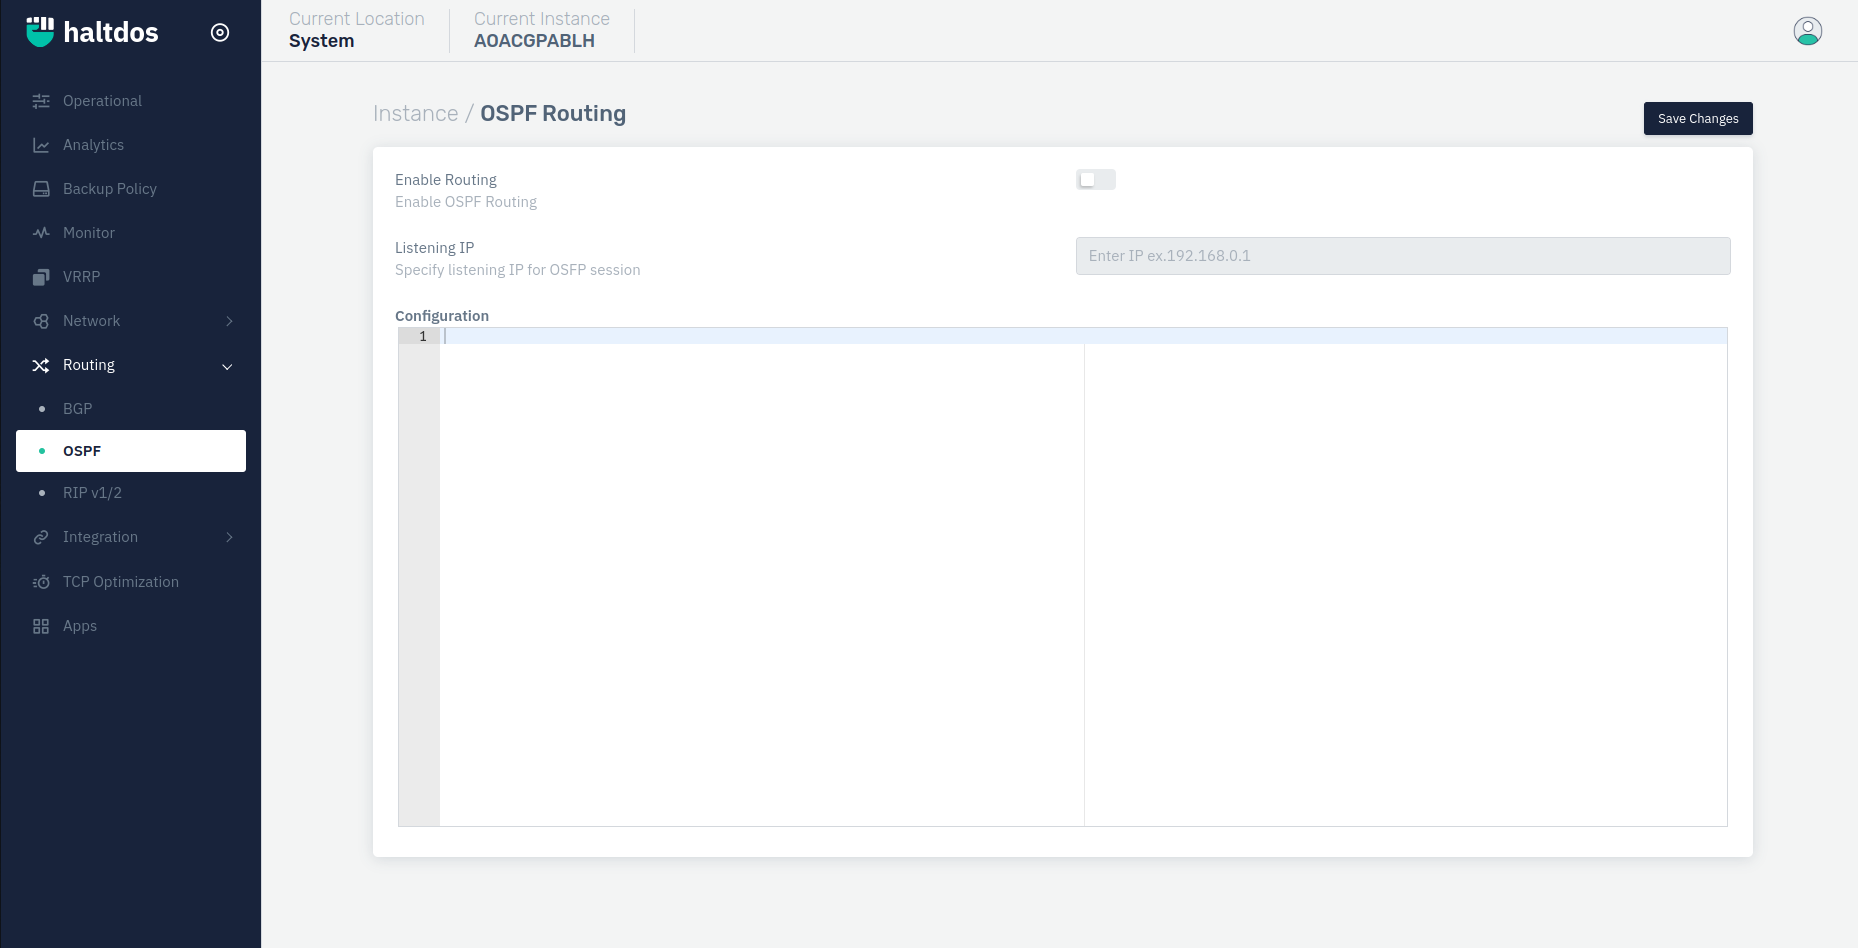 haltdos
Current Location
System
Current Instance
AOACGPABLH
Operational
Analytics
Backup Policy
Monitor
VRRP
Network
Routing
BGP
OSPF
RIP v1/2
Integration
TCP Optimization
Apps
Instance / OSPF Routing
Save Changes
Enable Routing
Enable OSPF Routing
Listening IP
Specify listening IP for OSFP session
Enter IP ex.192.168.0.1
Configuration
1